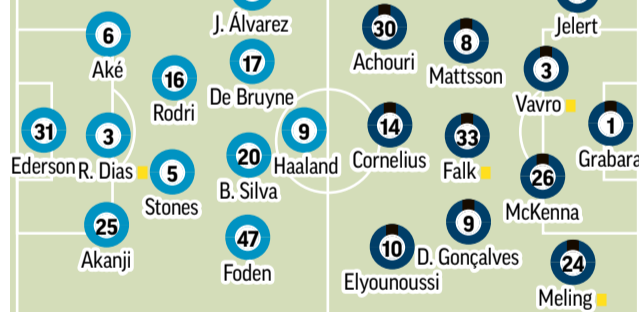 J. Álvarez
Jelert
6
Aké
30
Achouri
8
Mattsson
16
Rodri
17
De Bruyne
3
Vavro
31
Ederson
3
R. Dias
9
Haaland
14
Cornelius
33
Falk
1
Grabara
5
Stones
20
B. Silva
26
McKenna
25
Akanji
47
Foden
10
Elyounoussi
9
D. Gonçalves
24
Meling